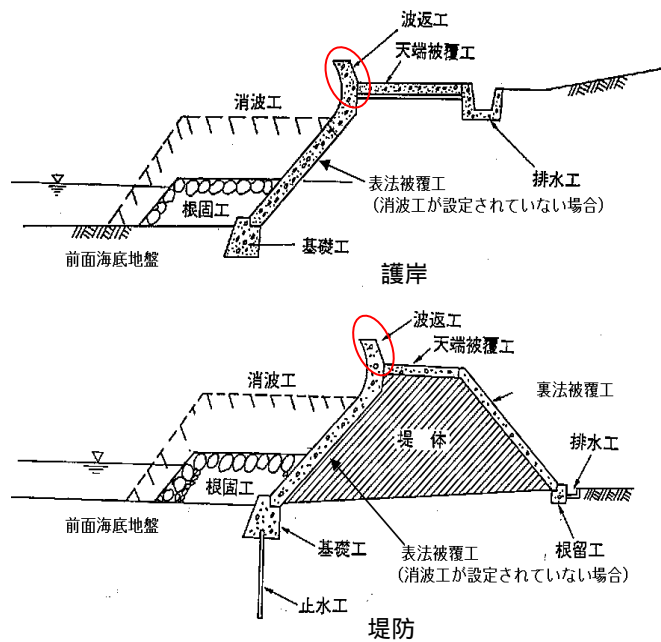 波返工
天端被覆工
消波工
排水工
表法被覆工
(消波工が設定されていない場合)
根固工
基礎工
前面海底地盤
護岸
波返工
天端被覆工
消波工
裏法被覆工
堤 体
排水工
根固工
前面海底地盤
基礎工
表法被覆工
(消波工が設定されていない場合)
根留工
止水工
堤防